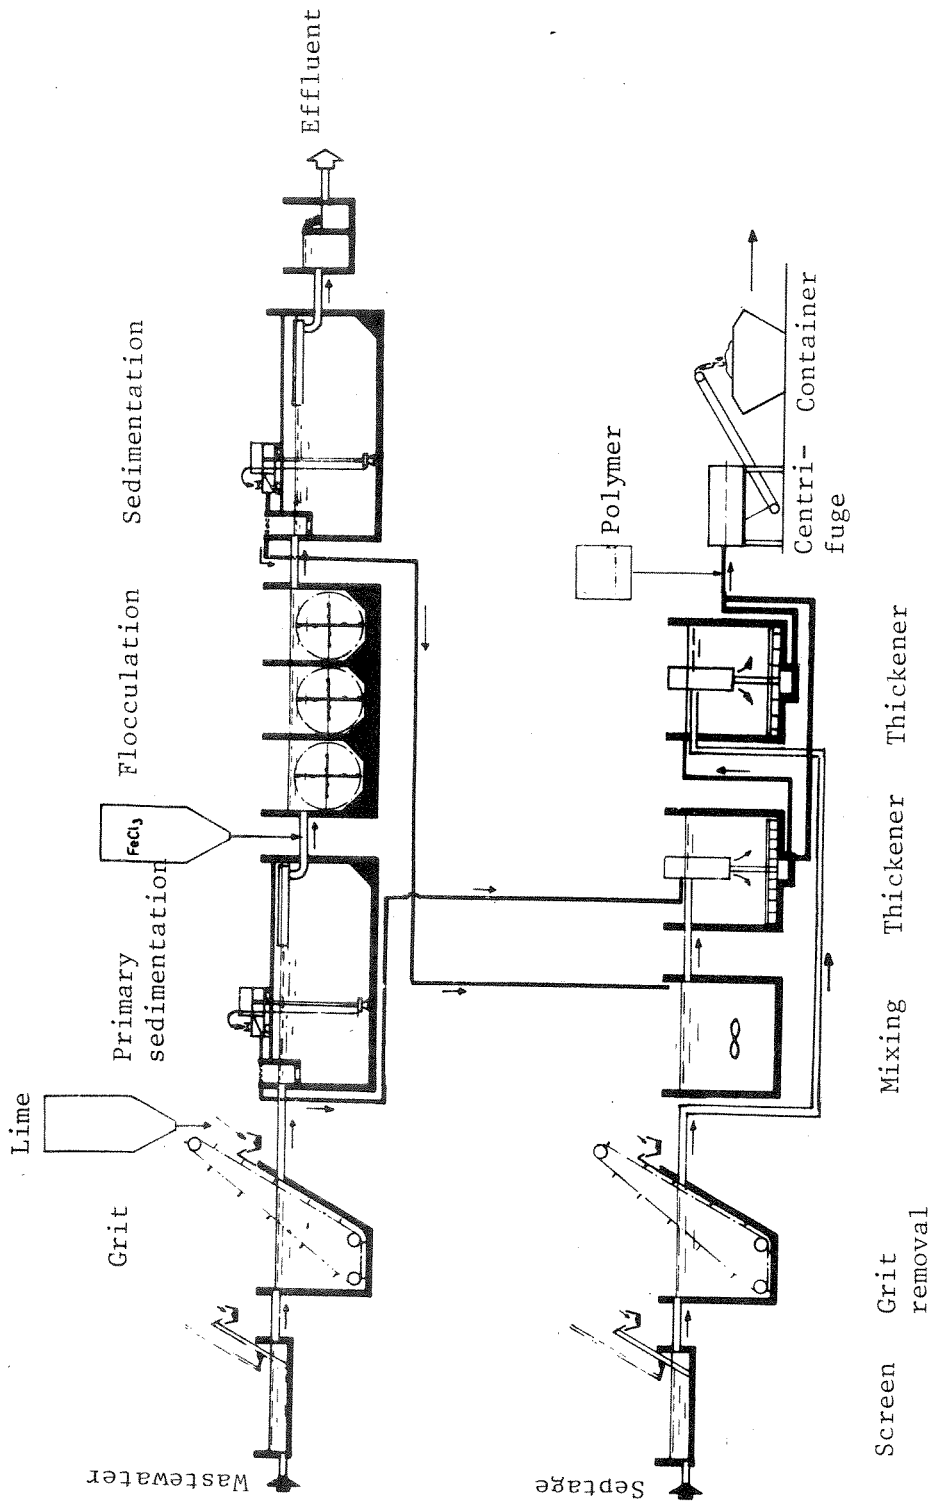 Lime
Grit
Primary
sedimentation
FeCl3
Flocculation
Sedimentation
Effluent
Wastewater
Polymer
Septage
Screen
Grit
removal
Mixing
Thickener
Thickener
Centri-
fuge
Container